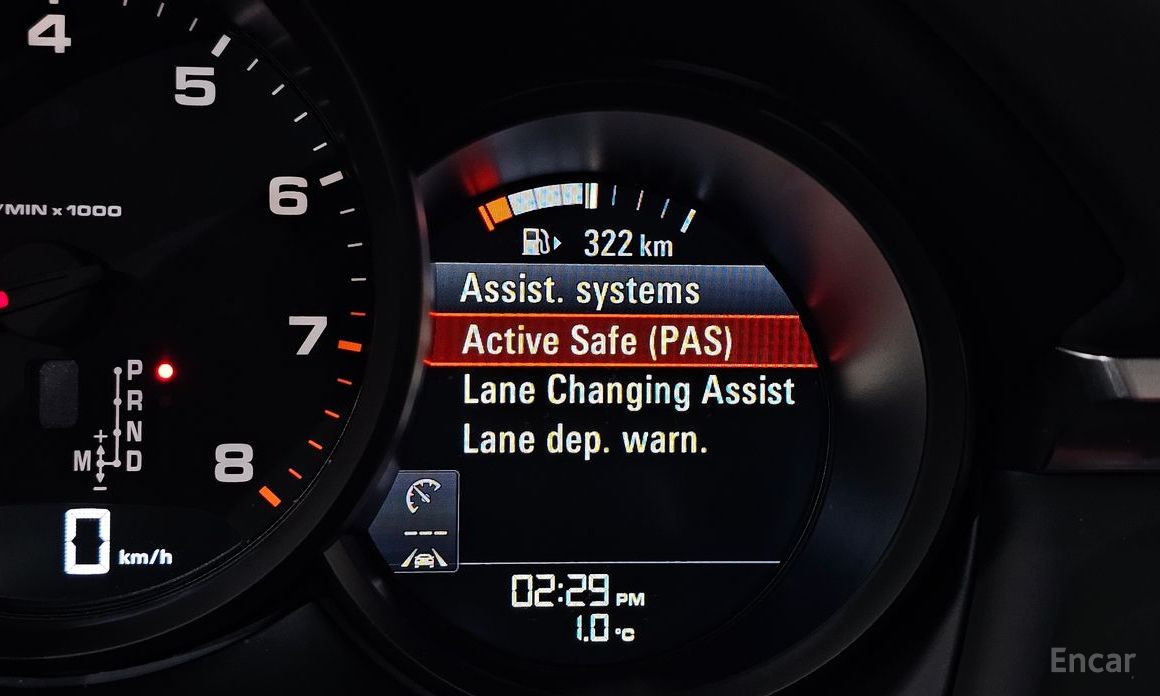 4
5
6
/MIN x 1000
7
8
P
R
N
D
M
+
–
0 km/h
322 km
Assist. systems
Active Safe (PAS)
Lane Changing Assist
Lane dep. warn.
---
02:29 PM
1.0 °C
Encar